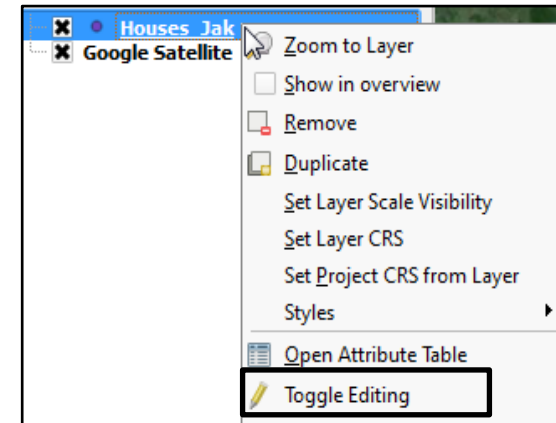 Houses_Jak
Google Satellite
Zoom to Layer
Show in overview
Remove
Duplicate
Set Layer Scale Visibility
Set Layer CRS
Set Project CRS from Layer
Styles
Open Attribute Table
Toggle Editing